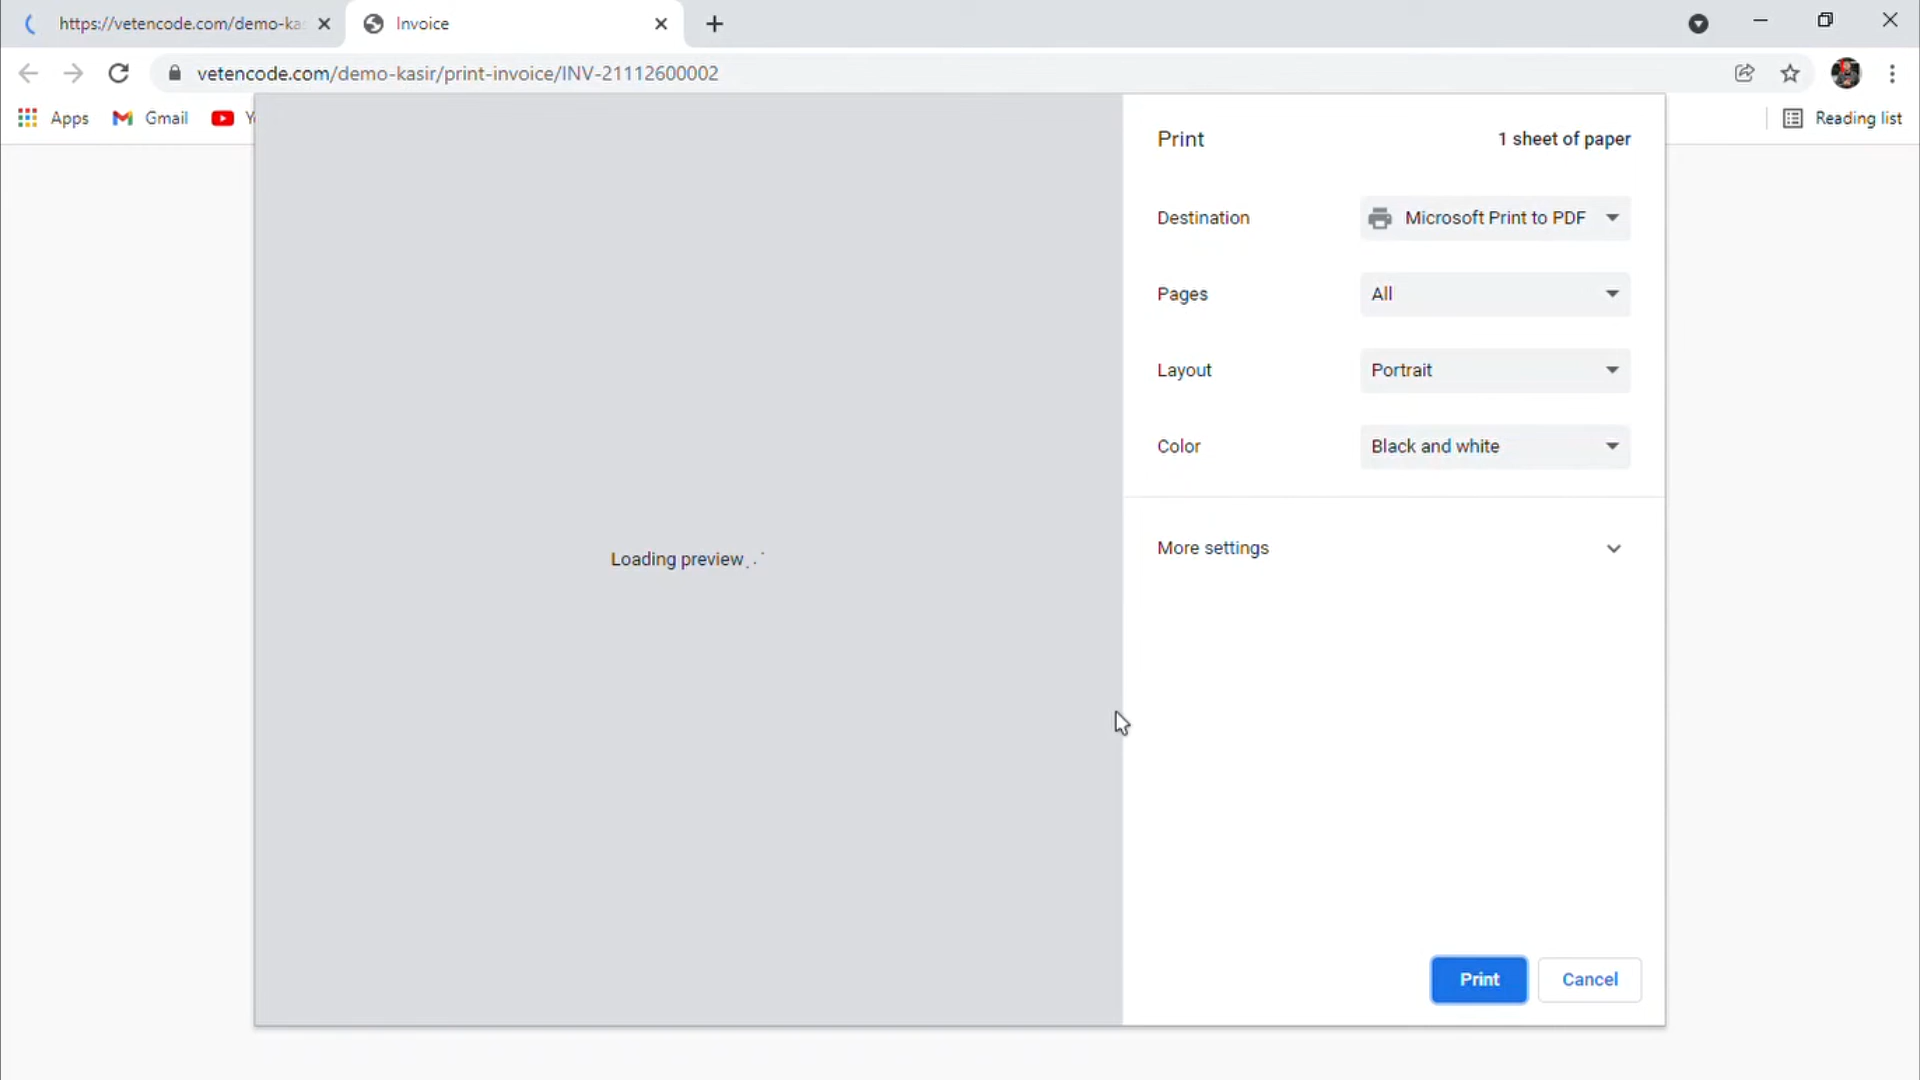 https://vetencode.com/demo-ka
Invoice
vetencode.com/demo-kasir/print-invoice/INV-21112600002
Apps
Gmail
Reading list
Print
1 sheet of paper
Destination
Microsoft Print to PDF
Pages
All
Layout
Portrait
Color
Black and white
More settings
Loading preview
Print
Cancel